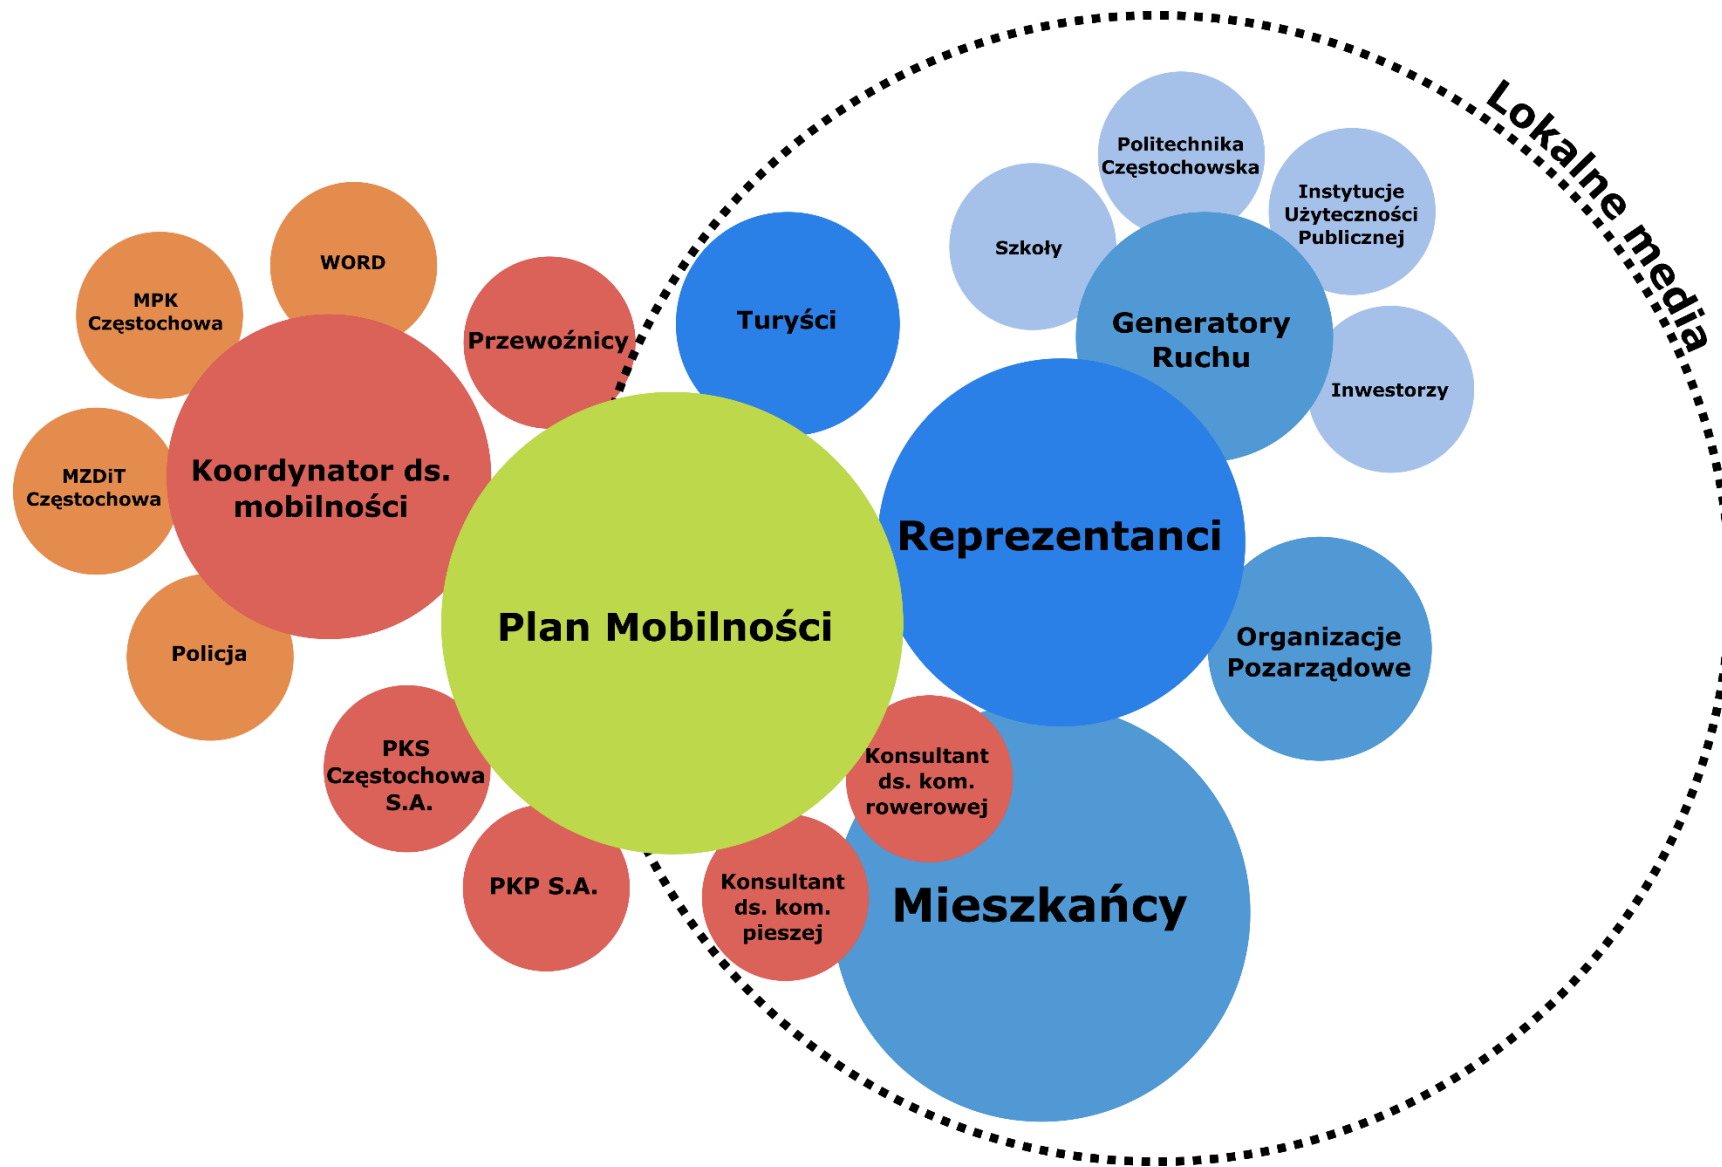 Lokalne media
Politechnika
Częstochowska
Instytucje
Użyteczności
Publicznej
Szkoły
WORD
MPK
Częstochowa
Przewoźnicy
Turyści
Generatory
Ruchu
Inwestorzy
Koordynator ds.
mobilności
MZDiT
Częstochowa
Reprezentanci
Plan Mobilności
Organizacje
Pozarządowe
Policja
PKS
Częstochowa
S.A.
Konsultant
ds. kom.
rowerowej
PKP S.A.
Konsultant
ds. kom.
pieszej
Mieszkańcy